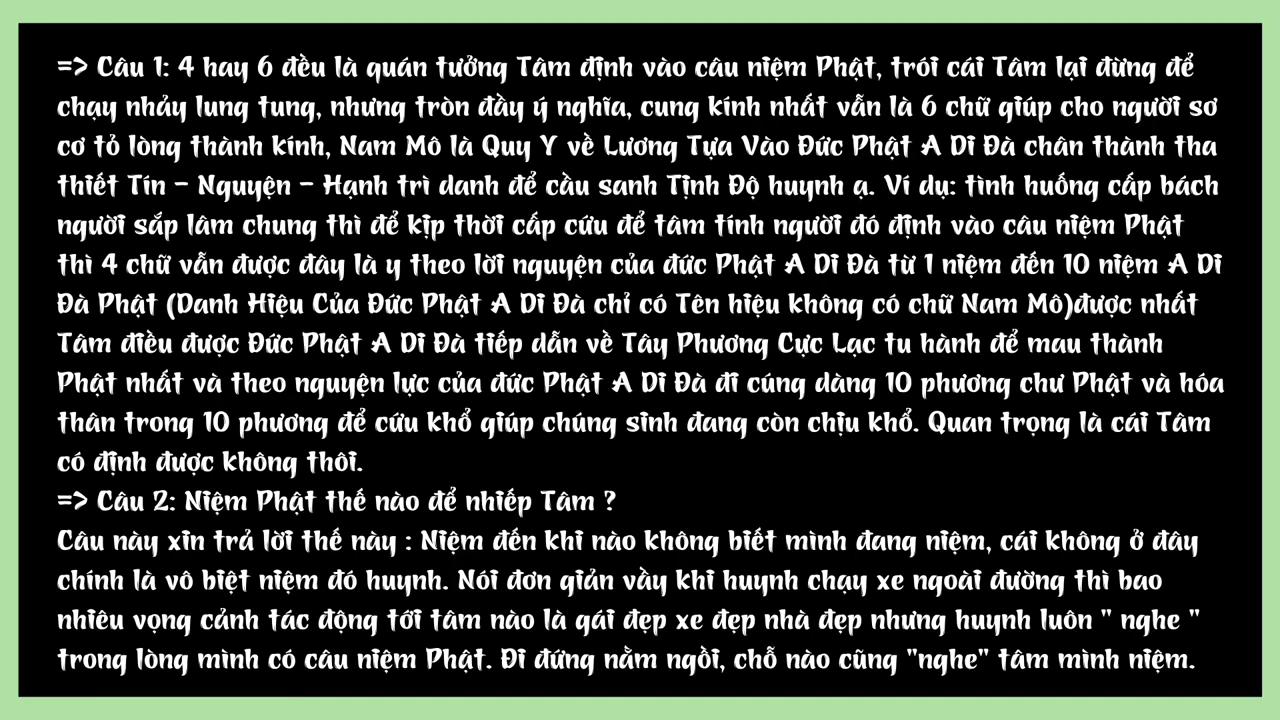 => Câu 1: 4 hay 6 đều là quán tưởng Tâm định vào câu niệm Phật, trói cái Tâm lại đừng để
chạy nhảy lung tung, nhưng tròn đầy ý nghĩa, cung kính nhất vẫn là 6 chữ giúp cho người sơ
cơ tỏ lòng thành kính, Nam Mô là Quy Y về Lương Tựa Vào Đức Phật A Di Đà chân thành tha
thiết Tín - Nguyện - Hạnh trì danh để cầu sanh Tịnh Độ huynh ạ. Ví dụ: tình huống cấp bách
người sắp lâm chung thì để kịp thời cấp cứu để tâm tính người đó định vào câu niệm Phật
thì 4 chữ vẫn được đây là y theo lời nguyện của đức Phật A Di Đà từ 1 niệm đến 10 niệm A Di
Đà Phật (Danh Hiệu Của Đức Phật A Di Đà chỉ có Tên hiệu không có chữ Nam Mô)được nhất
Tâm điều được Đức Phật A Di Đà tiếp dẫn về Tây Phương Cực Lạc tu hành để mau thành
Phật nhất và theo nguyện lực của đức Phật A Di Đà đi cúng dàng 10 phương chư Phật và hóa
thân trong 10 phương để cứu khổ giúp chúng sinh đang còn chịu khổ. Quan trọng là cái Tâm
có định được không thôi.
=> Câu 2: Niệm Phật thế nào để nhiếp Tâm ?
Câu này xin trả lời thế này : Niệm đến khi nào không biết mình đang niệm, cái không ở đây
chính là vô biệt niệm đó huynh. Nói đơn giản vầy khi huynh chạy xe ngoài đường thì bao
nhiêu vọng cảnh tác động tới tâm nào là gái đẹp xe đẹp nhà đẹp nhưng huynh luôn " nghe "
trong lòng mình có câu niệm Phật. Đi đứng nằm ngồi, chỗ nào cũng "nghe" tâm mình niệm.